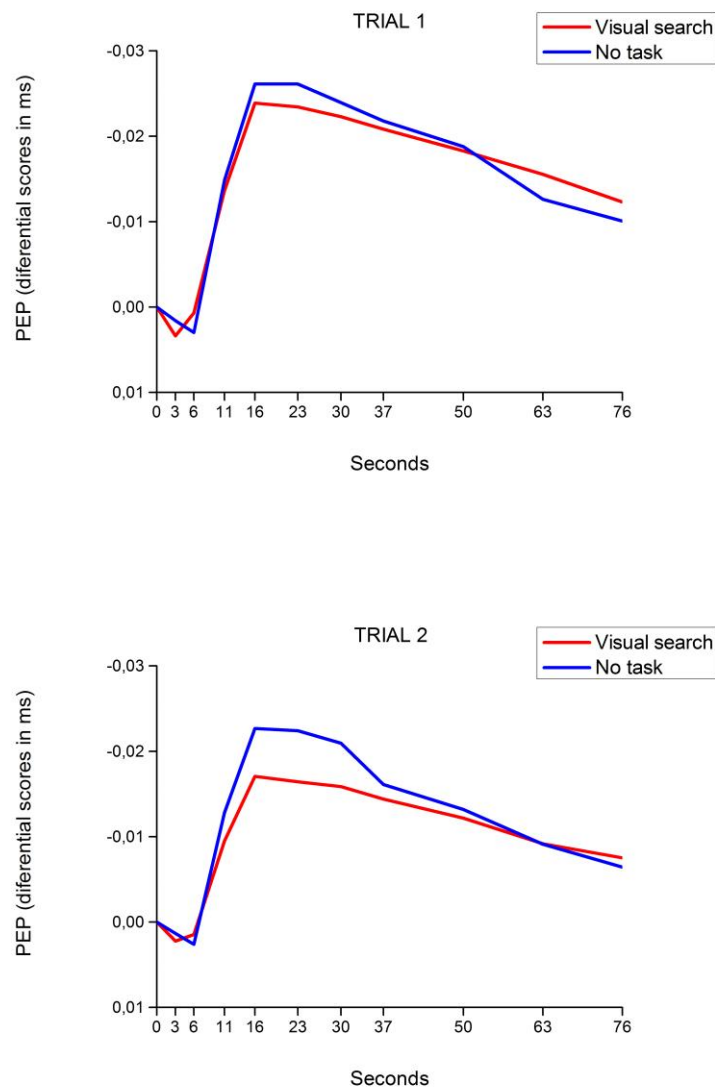 TRIAL 1
Visual search
No task
PEP (diferential scores in ms)
-0,03
-0,02
-0,01
0,00
0,01
0 3 6 11 16 23 30 37 50 63 76
Seconds
TRIAL 2
Visual search
No task
PEP (diferential scores in ms)
-0,03
-0,02
-0,01
0,00
0,01
0 3 6 11 16 23 30 37 50 63 76
Seconds